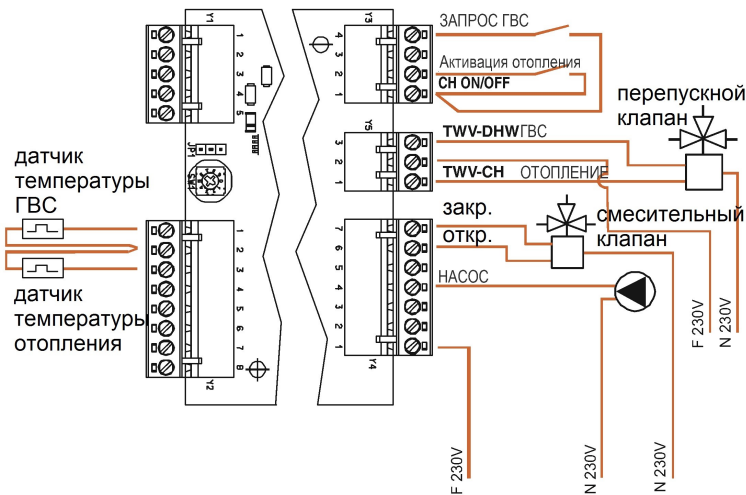 Y1
1
2
3
4
5
JP1
датчик
температуры
ГВС
1
2
3
4
5
6
7
8
Y2
датчик
температуры
отопления
Y3
4
3
2
1
ЗАПРОС ГВС
Активация отопления
CH ON/OFF
Y5
3
2
1
TWV-DHW ГВС
TWV-CH ОТОПЛЕНИЕ
перепускной
клапан
7
6
5
4
3
2
1
Y4
закр.
откр.
НАСОС
смесительный
клапан
F 230V
N 230V
F 230V
N 230V
N 230V